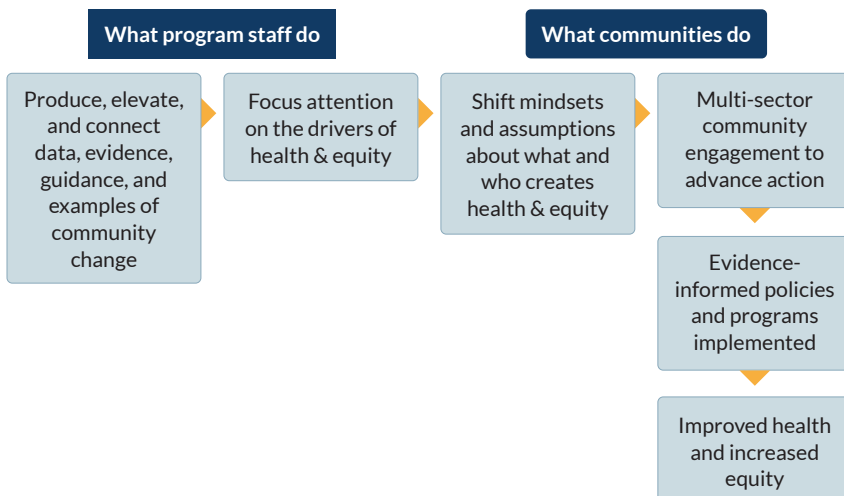 What program staff do
What communities do
Produce, elevate,
and connect
data, evidence,
guidance, and
examples of
community
change
Focus attention
on the drivers of
health & equity
Shift mindsets
and assumptions
about what and
who creates
health & equity
Multi-sector
community
engagement to
advance action
Evidence-
informed policies
and programs
implemented
Improved health
and increased
equity